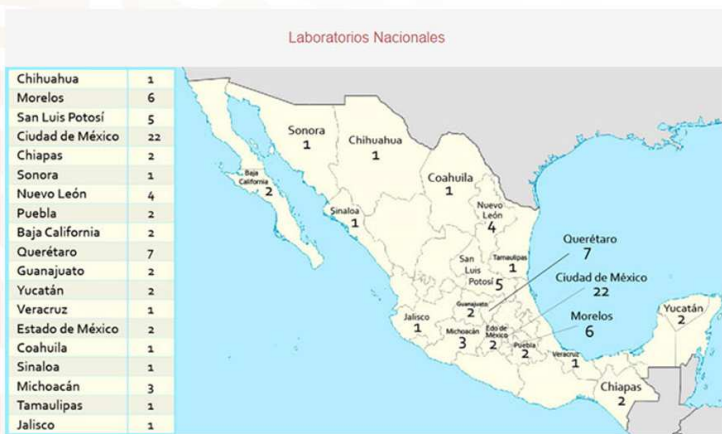 Laboratorios Nacionales
Chihuahua 1
Morelos 6
San Luis Potosí 5
Ciudad de México 22
Chiapas 2
Sonora 1
Nuevo León 4
Puebla 2
Baja California 2
Querétaro 7
Guanajuato 2
Yucatán 2
Veracruz 1
Estado de México 2
Coahuila 1
Sinaloa 1
Michoacán 3
Tamaulipas 1
Jalisco 1
Sonora
1
Chihuahua
1
Coahuila
1
Baja
California
2
Sinaloa
1
Nuevo
León
4
Tamaulipas
1
San
Luis
Potosí 5
Querétaro
7
Ciudad de México
22
Morelos
6
Guanajuato
2
Jalisco
1
Michoacán
3
Edo de
México
2
Puebla
2
Veracruz
1
Yucatán
2
Chiapas
2